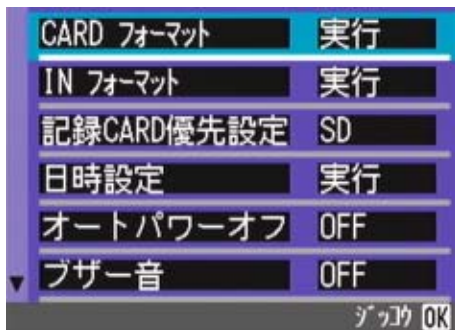 CARD フォーマット 実行
IN フォーマット 実行
記録CARD優先設定 SD
日時設定 実行
オートパワーオフ OFF
ブザー音 OFF
ジッコウ OK